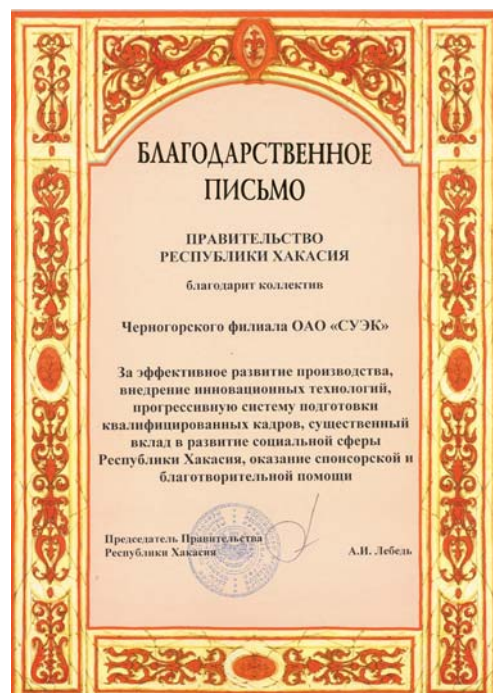 БЛАГОДАРСТВЕННОЕ
ПИСЬМО
ПРАВИТЕЛЬСТВО
РЕСПУБЛИКИ ХАКАСИЯ
благодарит коллектив
Черногорского филиала ОАО «СУЭК»
За эффективное развитие производства,
внедрение инновационных технологий,
прогрессивную систему подготовки
квалифицированных кадров, существенный
вклад в развитие социальной сферы
Республики Хакасия, оказание спонсорской и
благотворительной помощи
Председатель Правительства
Республики Хакасия А.И. Лебедь